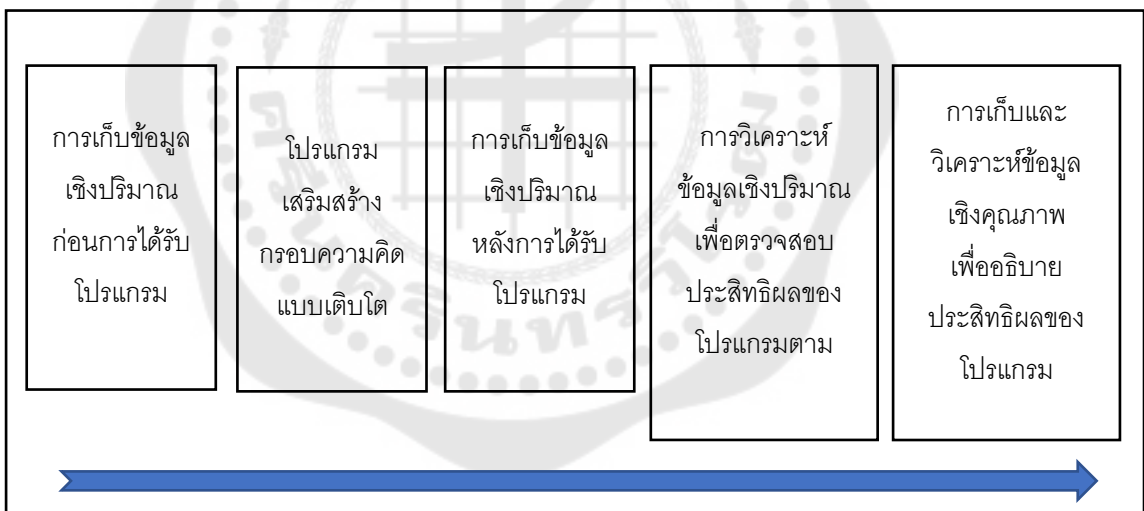 การเก็บข้อมูล
เชิงปริมาณ
ก่อนการได้รับ
โปรแกรม
โปรแกรม
เสริมสร้าง
กรอบความคิด
แบบเติบโต
การเก็บข้อมูล
เชิงปริมาณ
หลังการได้รับ
โปรแกรม
การวิเคราะห์
ข้อมูลเชิงปริมาณ
เพื่อตรวจสอบ
ประสิทธิผลของ
โปรแกรมตาม
การเก็บและ
วิเคราะห์ข้อมูล
เชิงคุณภาพ
เพื่ออธิบาย
ประสิทธิผลของ
โปรแกรม